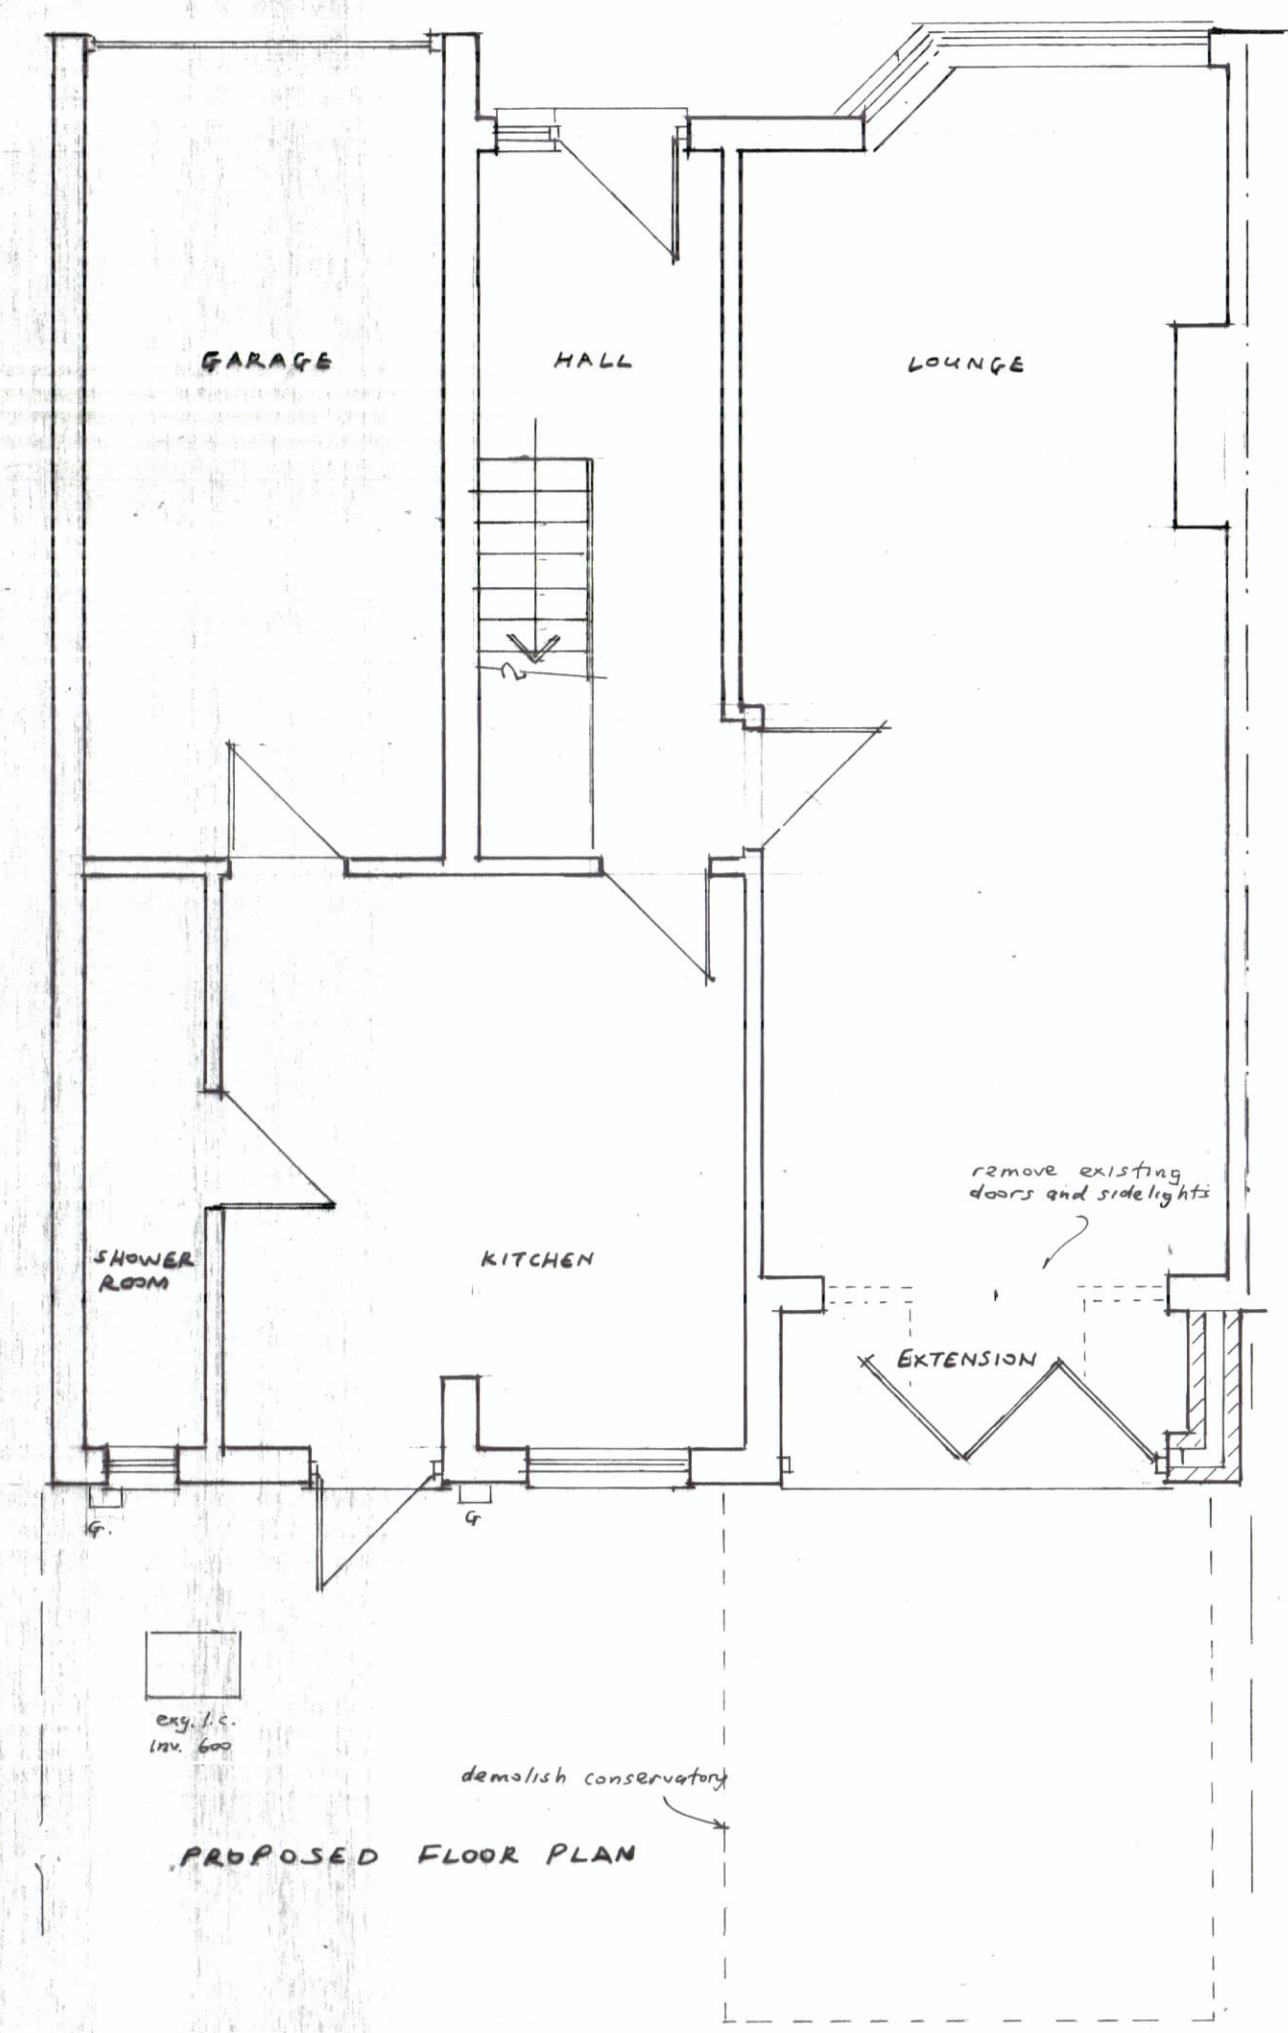 GARAGE
HALL
LOUNGE
remove existing
doors and sidelights
SHOWER
ROOM
KITCHEN
EXTENSION
G.
G
exg. I.C.
Inv. 600
demolish conservatory
PROPOSED FLOOR PLAN